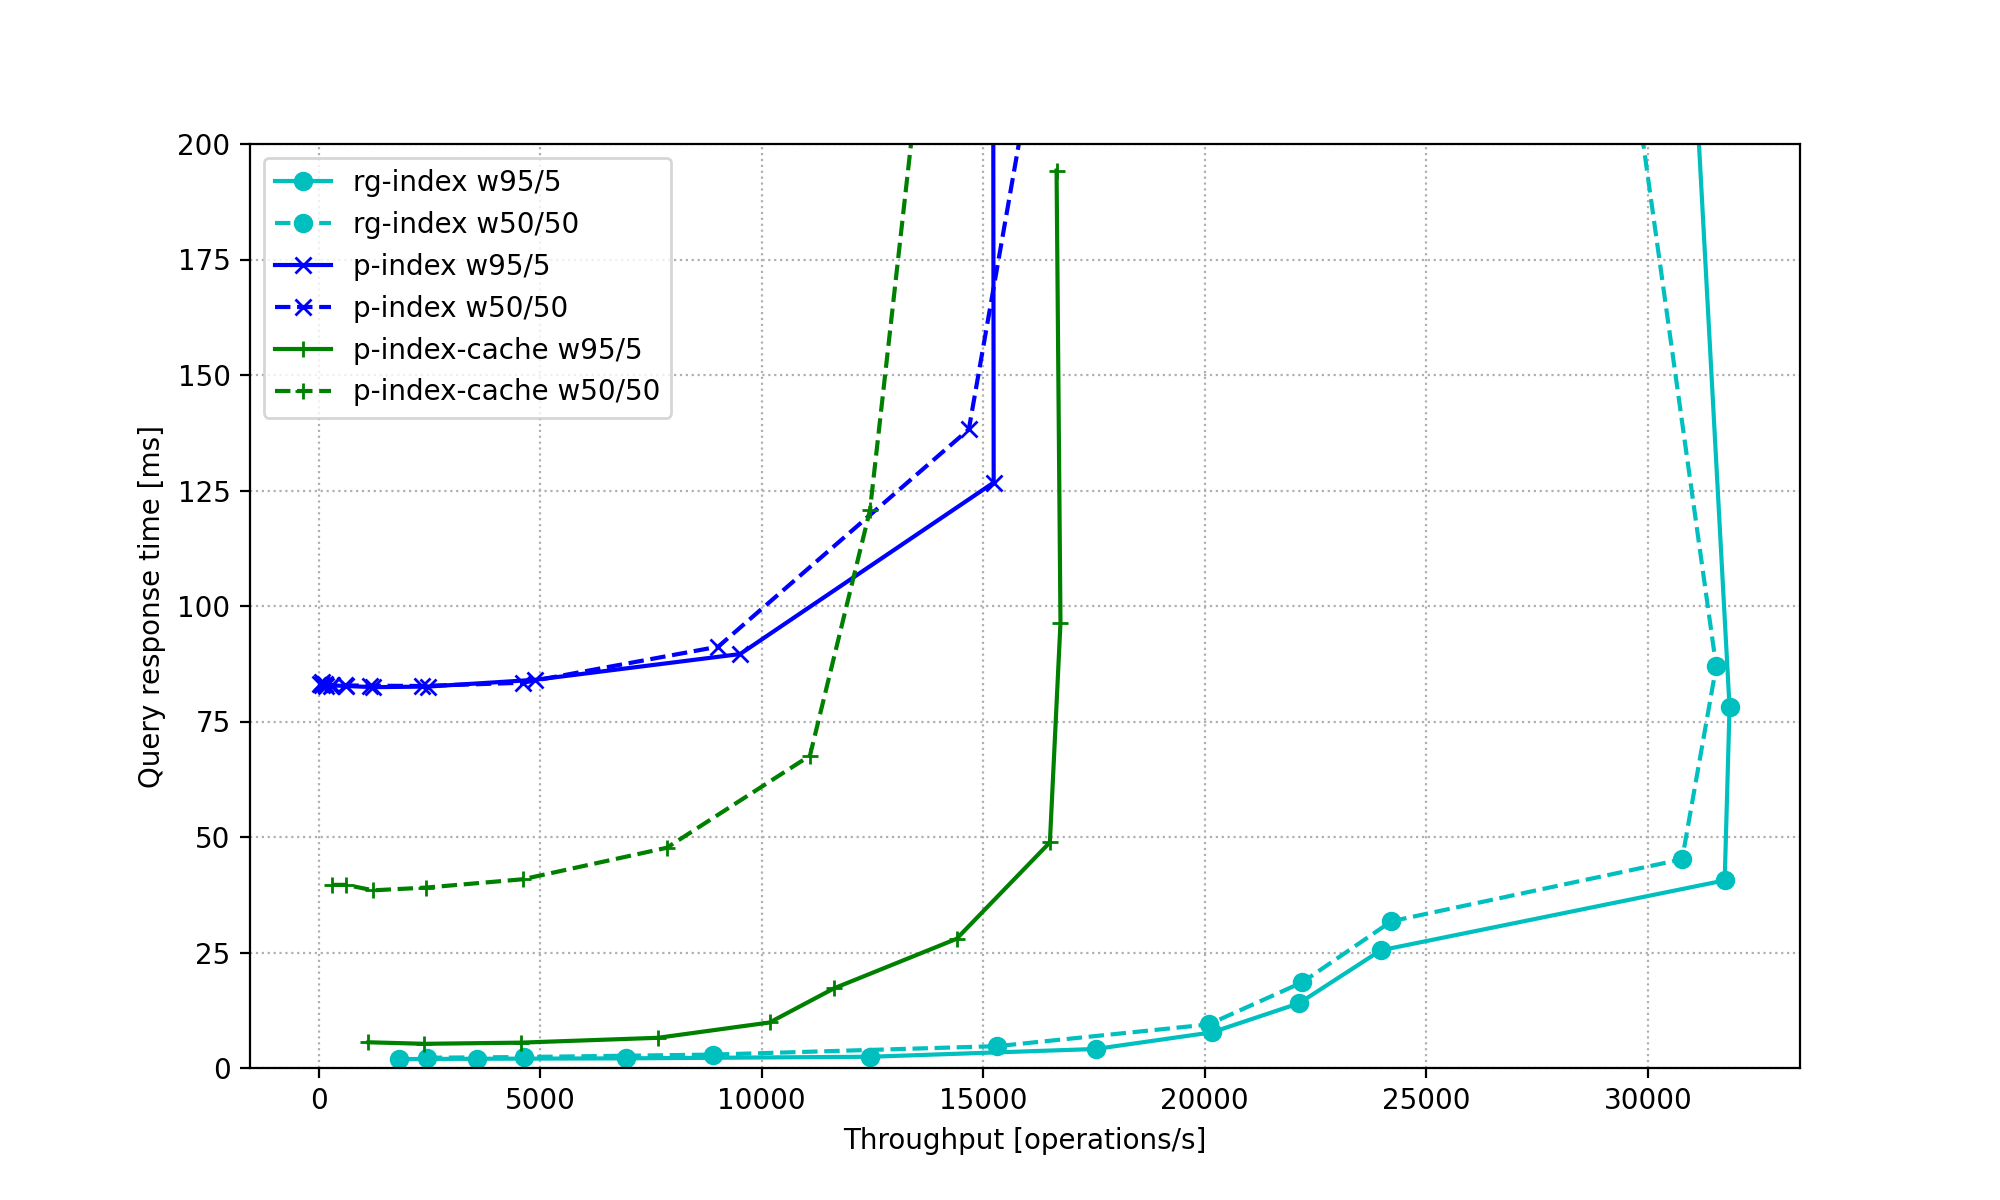 200
175
150
125
100
75
50
25
0
Query response time [ms]
rg-index w95/5
rg-index w50/50
p-index w95/5
p-index w50/50
p-index-cache w95/5
p-index-cache w50/50
0 5000 10000 15000 20000 25000 30000
Throughput [operations/s]